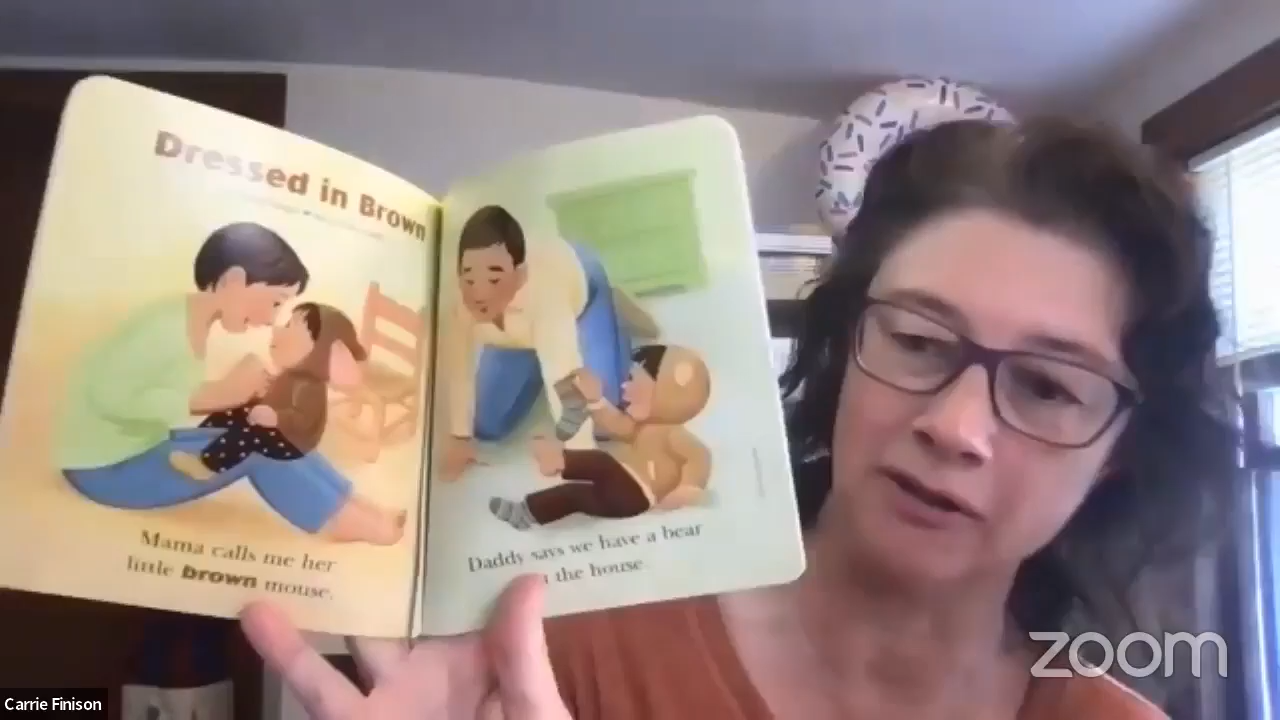 Dressed in Brown
Mama calls me her
little brown mouse.
Daddy says we have a bear
the house.
zoom
Carrie Finison